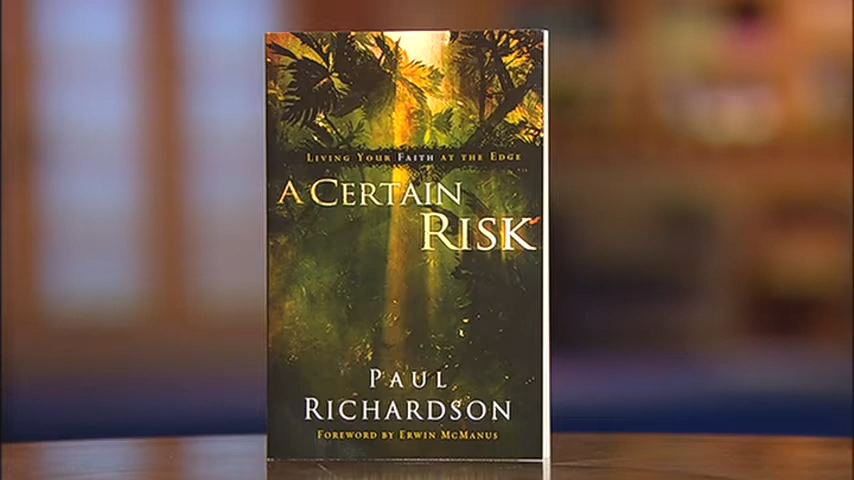 LIVING YOUR FAITH AT THE EDGE
A CERTAIN
RISK
PAUL
RICHARDSON
FOREWORD BY ERWIN MCMANUS